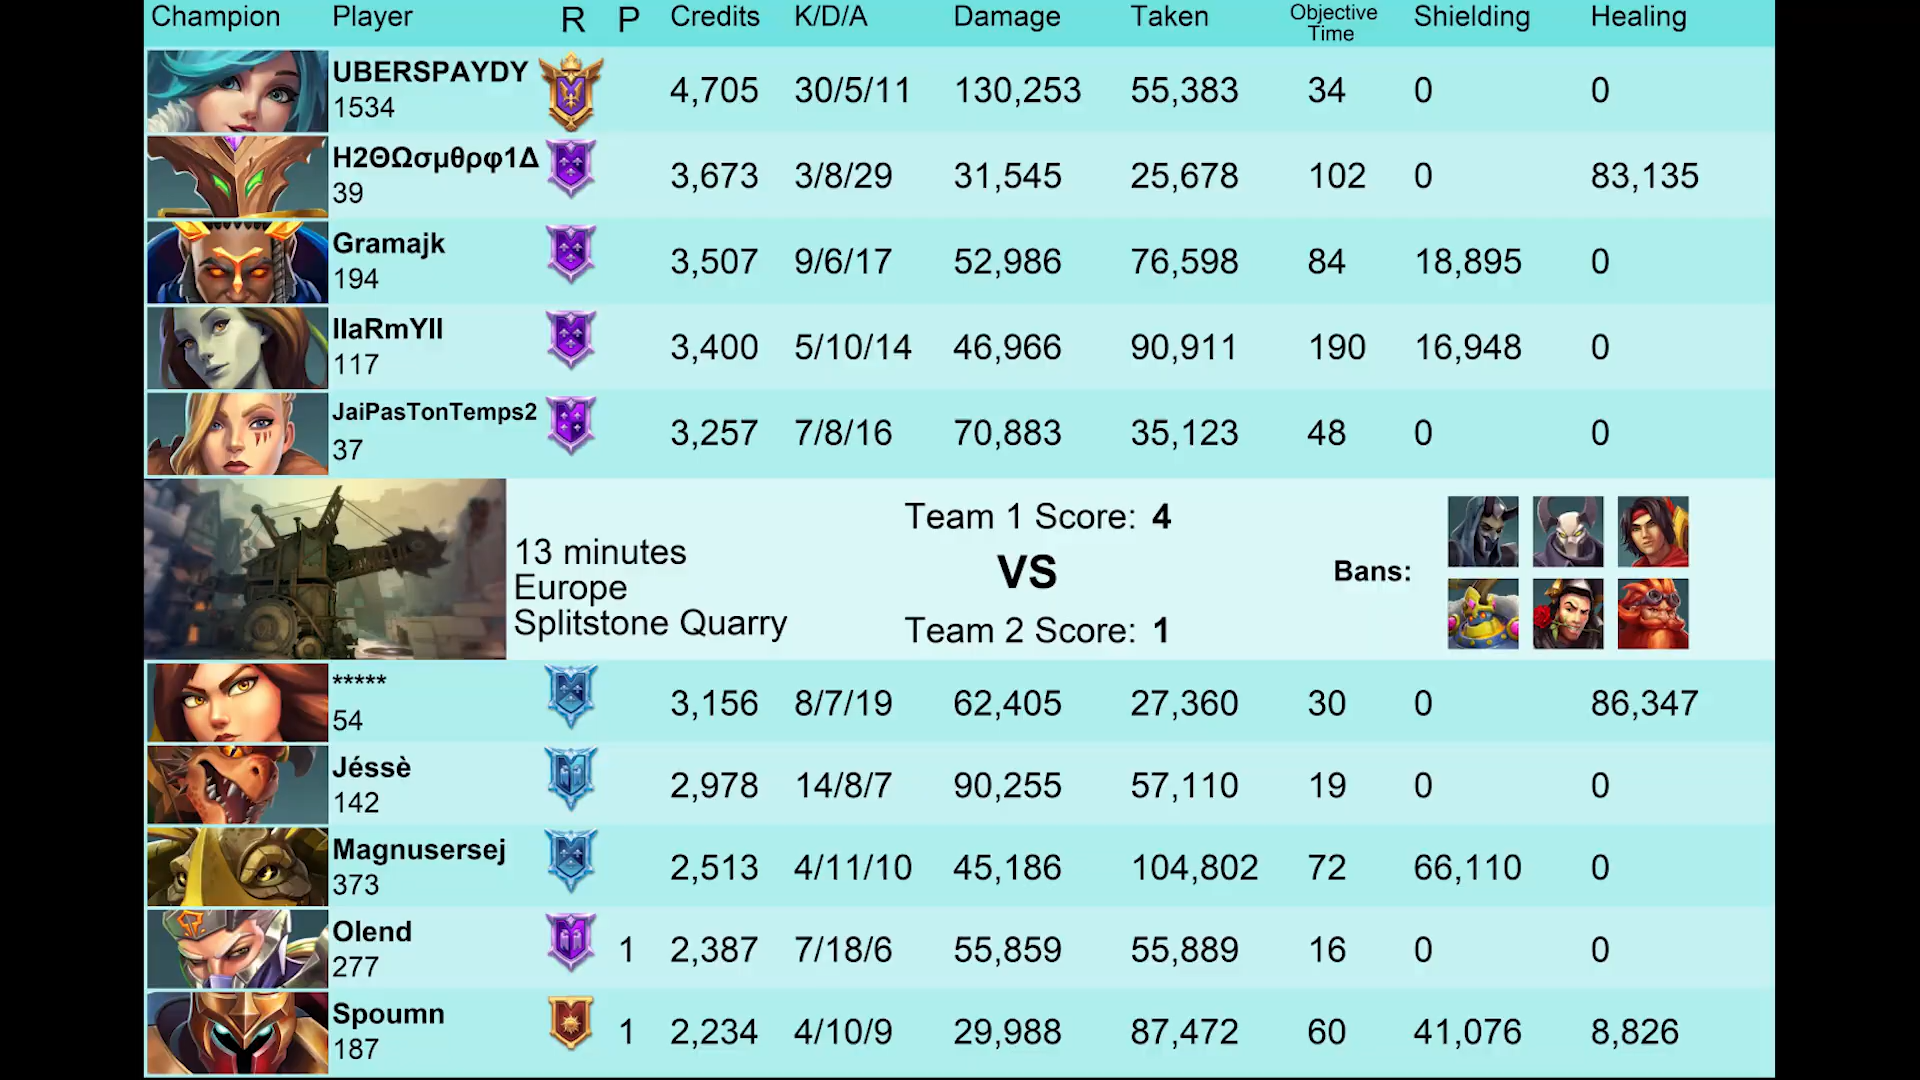 Champion Player R P Credits K/D/A Damage Taken Objective Time Shielding Healing
UBERSPAYDY
1534
4,705 30/5/11 130,253 55,383 34 0 0
H2ΘΩσμθρφ1Δ
39
3,673 3/8/29 31,545 25,678 102 0 83,135
Gramajk
194
3,507 9/6/17 52,986 76,598 84 18,895 0
IIaRmYII
117
3,400 5/10/14 46,966 90,911 190 16,948 0
JaiPasTonTemps2
37
3,257 7/8/16 70,883 35,123 48 0 0
13 minutes
Europe
Splitstone Quarry
Team 1 Score: 4
VS
Team 2 Score: 1
Bans:
*****
54
3,156 8/7/19 62,405 27,360 30 0 86,347
Jéssè
142
2,978 14/8/7 90,255 57,110 19 0 0
Magnusersej
373
2,513 4/11/10 45,186 104,802 72 66,110 0
Olend
277
1 2,387 7/18/6 55,859 55,889 16 0 0
Spoumn
187
1 2,234 4/10/9 29,988 87,472 60 41,076 8,826